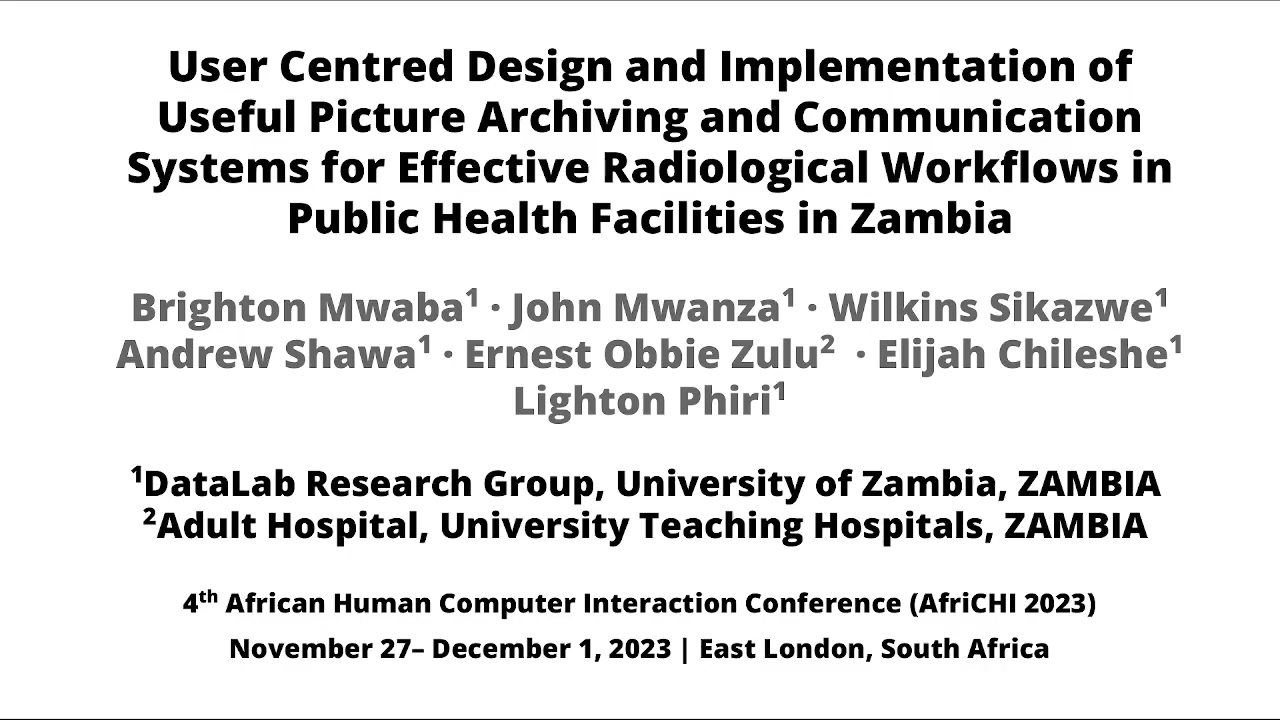 User Centred Design and Implementation of
Useful Picture Archiving and Communication
Systems for Effective Radiological Workflows in
Public Health Facilities in Zambia
Brighton Mwaba¹ · John Mwanza¹ · Wilkins Sikazwe¹
Andrew Shawa¹ · Ernest Obbie Zulu² · Elijah Chileshe¹
Lighton Phiri¹
¹DataLab Research Group, University of Zambia, ZAMBIA
²Adult Hospital, University Teaching Hospitals, ZAMBIA
4th African Human Computer Interaction Conference (AfriCHI 2023)
November 27– December 1, 2023 | East London, South Africa